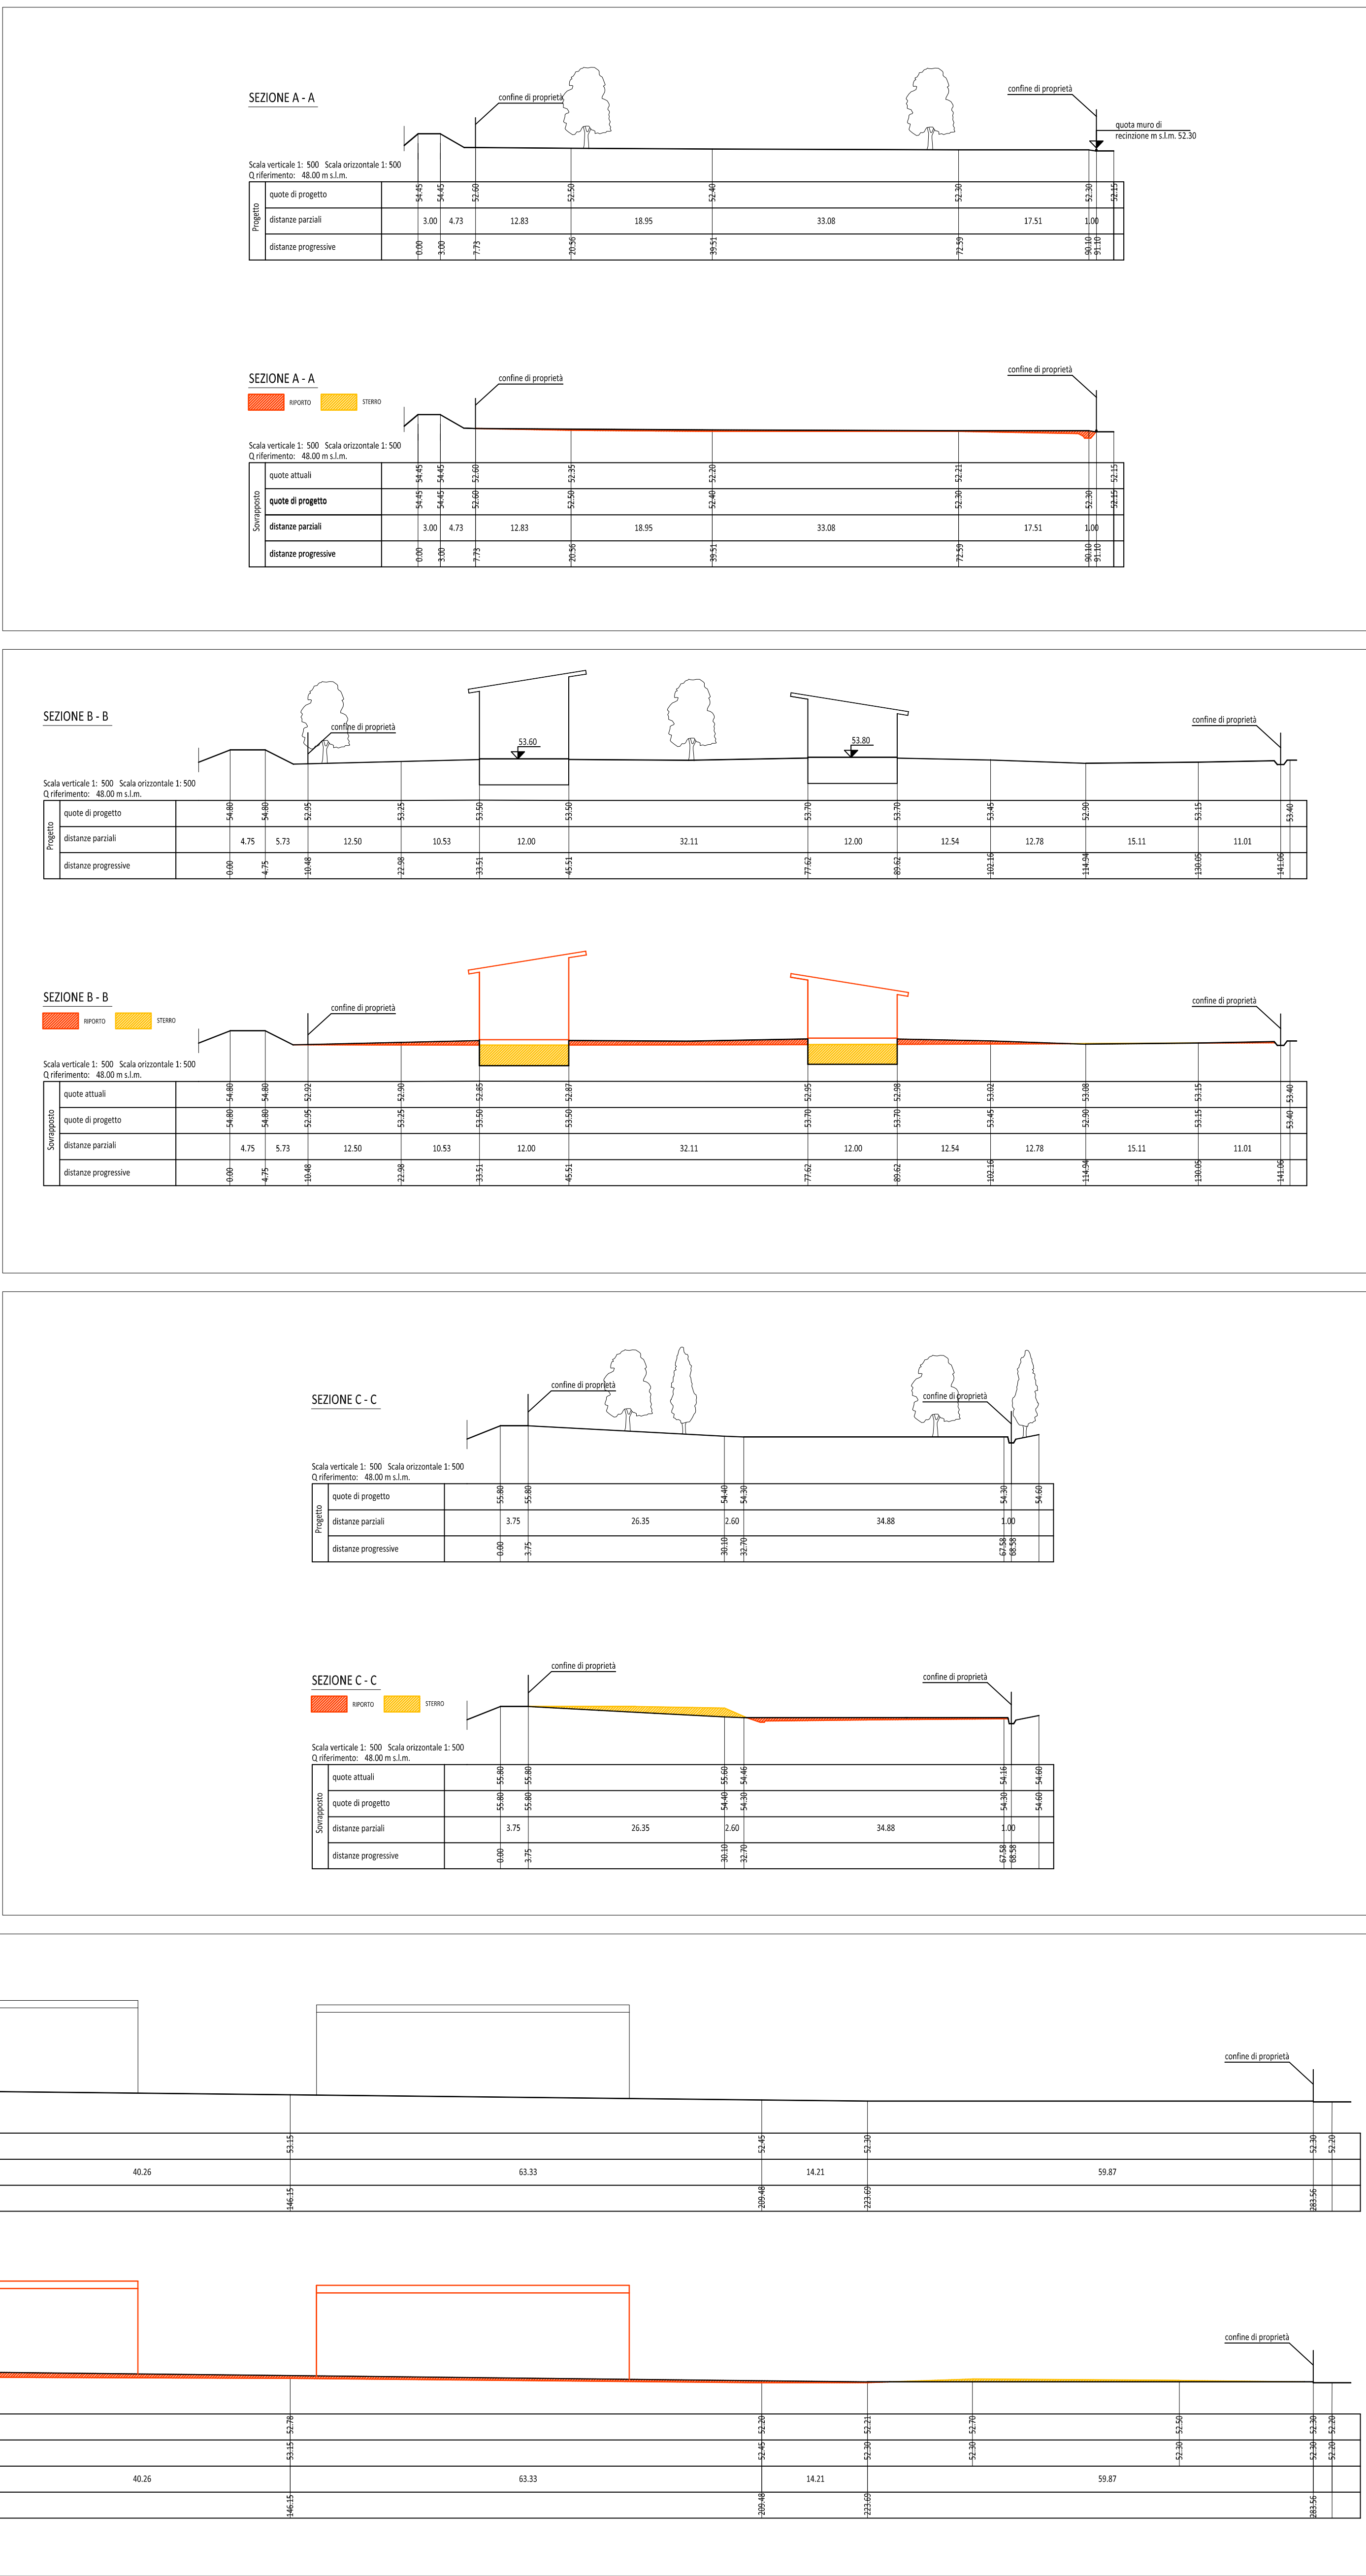 SEZIONE A - A
confine di proprietà
confine di proprietà
quota muro di
recinzione m s.l.m. 52.30
Scala verticale 1: 500 Scala orizzontale 1: 500
Q riferimento: 48.00 m s.l.m.
Progetto
quote di progetto 54.45 54.45 52.60 52.50 52.40 52.30 52.30 52.15
distanze parziali 3.00 4.73 12.83 18.95 33.08 17.51 1.00
distanze progressive 0.00 3.00 7.73 20.56 39.51 72.59 90.10 91.10
SEZIONE A - A
confine di proprietà
confine di proprietà
RIPORTO STERRO
Scala verticale 1: 500 Scala orizzontale 1: 500
Q riferimento: 48.00 m s.l.m.
Sovrapposto
quote attuali 54.45 54.45 52.60 52.35 52.20 52.21 52.15
quote di progetto 54.45 54.45 52.60 52.50 52.40 52.30 52.30 52.15
distanze parziali 3.00 4.73 12.83 18.95 33.08 17.51 1.00
distanze progressive 0.00 3.00 7.73 20.56 39.51 72.59 90.10 91.10
SEZIONE B - B
confine di proprietà
53.60
53.80
confine di proprietà
Scala verticale 1: 500 Scala orizzontale 1: 500
Q riferimento: 48.00 m s.l.m.
Progetto
quote di progetto 54.80 54.80 52.95 53.25 53.50 53.50 53.70 53.70 53.45 52.90 53.15 53.40
distanze parziali 4.75 5.73 12.50 10.53 12.00 32.11 12.00 12.54 12.78 15.11 11.01
distanze progressive 0.00 4.75 10.48 22.98 33.51 45.51 77.62 89.62 102.16 114.94 130.05 141.06
SEZIONE B - B
confine di proprietà
confine di proprietà
RIPORTO STERRO
Scala verticale 1: 500 Scala orizzontale 1: 500
Q riferimento: 48.00 m s.l.m.
Sovrapposto
quote attuali 54.80 54.80 52.92 52.90 52.85 52.87 52.95 52.98 53.02 53.08 53.15 53.40
quote di progetto 54.80 54.80 52.95 53.25 53.50 53.50 53.70 53.70 53.45 52.90 53.15 53.40
distanze parziali 4.75 5.73 12.50 10.53 12.00 32.11 12.00 12.54 12.78 15.11 11.01
distanze progressive 0.00 4.75 10.48 22.98 33.51 45.51 77.62 89.62 102.16 114.94 130.05 141.06
SEZIONE C - C
confine di proprietà
confine di proprietà
Scala verticale 1: 500 Scala orizzontale 1: 500
Q riferimento: 48.00 m s.l.m.
Progetto
quote di progetto 55.80 55.80 54.40 54.30 54.30 54.60
distanze parziali 3.75 26.35 2.60 34.88 1.00
distanze progressive 0.00 3.75 30.10 32.70 67.58 68.58
SEZIONE C - C
confine di proprietà
confine di proprietà
RIPORTO STERRO
Scala verticale 1: 500 Scala orizzontale 1: 500
Q riferimento: 48.00 m s.l.m.
Sovrapposto
quote attuali 55.80 55.80 55.60 54.46 54.16 54.60
quote di progetto 55.80 55.80 54.40 54.30 54.30 54.60
distanze parziali 3.75 26.35 2.60 34.88 1.00
distanze progressive 0.00 3.75 30.10 32.70 67.58 68.58
confine di proprietà
53.15 52.45 52.30 52.30 52.20
40.26 63.33 14.21 59.87
146.15 209.48 223.69 283.56
confine di proprietà
52.78 52.20 52.21 52.70 52.50 52.30 52.20
53.15 52.45 52.30 52.30 52.30 52.30 52.20
40.26 63.33 14.21 59.87
146.15 209.48 223.69 283.56